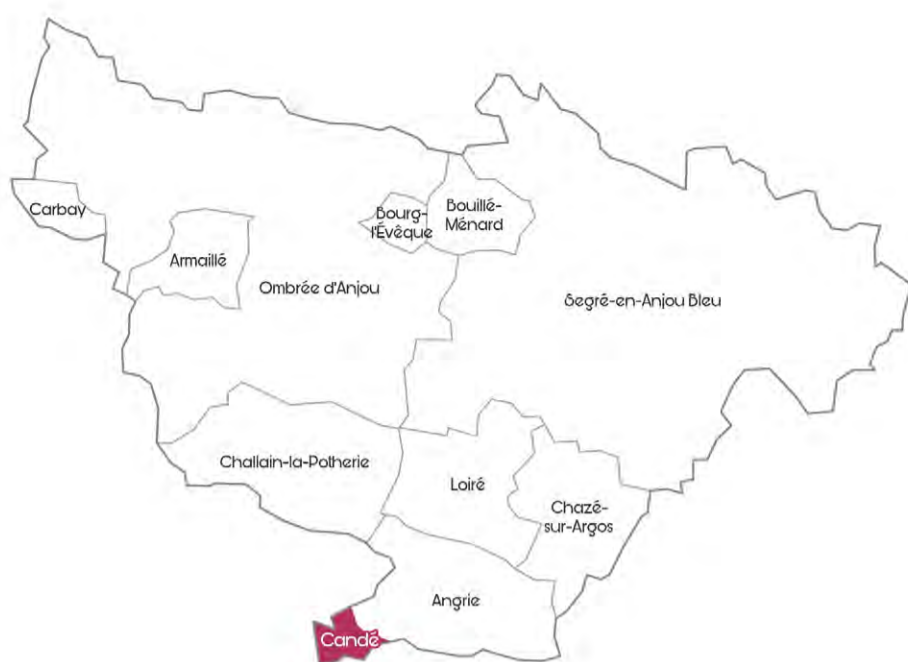 Carbay
Bourg-
l'Évêque
Bouillé-
Ménard
Armaillé
Ombrée d'Anjou
Segré-en-Anjou Bleu
Challain-la-Potherie
Loiré
Chazé-
sur-Argos
Angrie
Candé